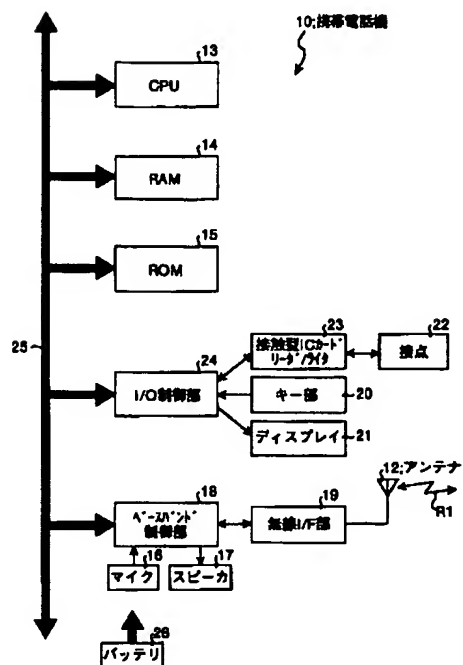 10;携帯電話機
13
CPU
14
RAM
15
ROM
25
24
I/O制御部
23
接触型ICカード
リーダ/ライタ
22
接点
キー部
20
ディスプレイ
21
18
ベースバンド
制御部
19
無線I/F部
12;アンテナ
R1
16
マイク
17
スピーカ
バッテリ
26